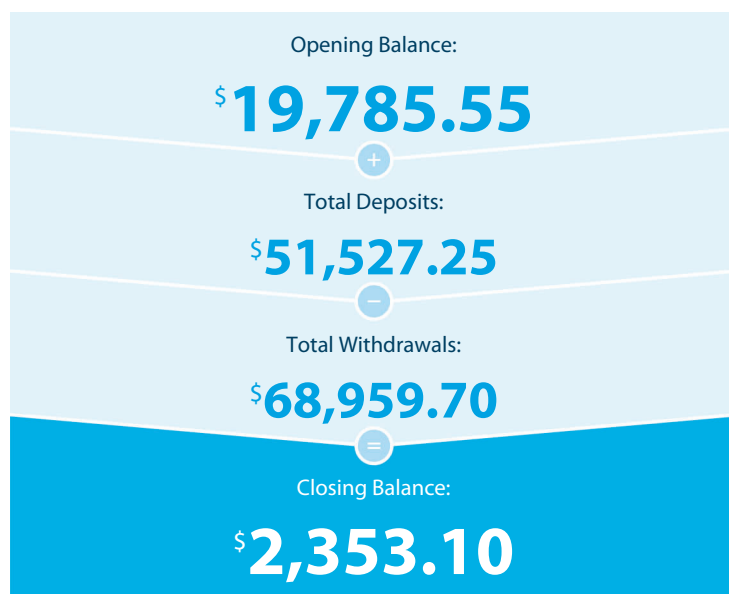 Opening Balance:
$19,785.55
+
Total Deposits:
$51,527.25
−
Total Withdrawals:
$68,959.70
=
Closing Balance:
$2,353.10